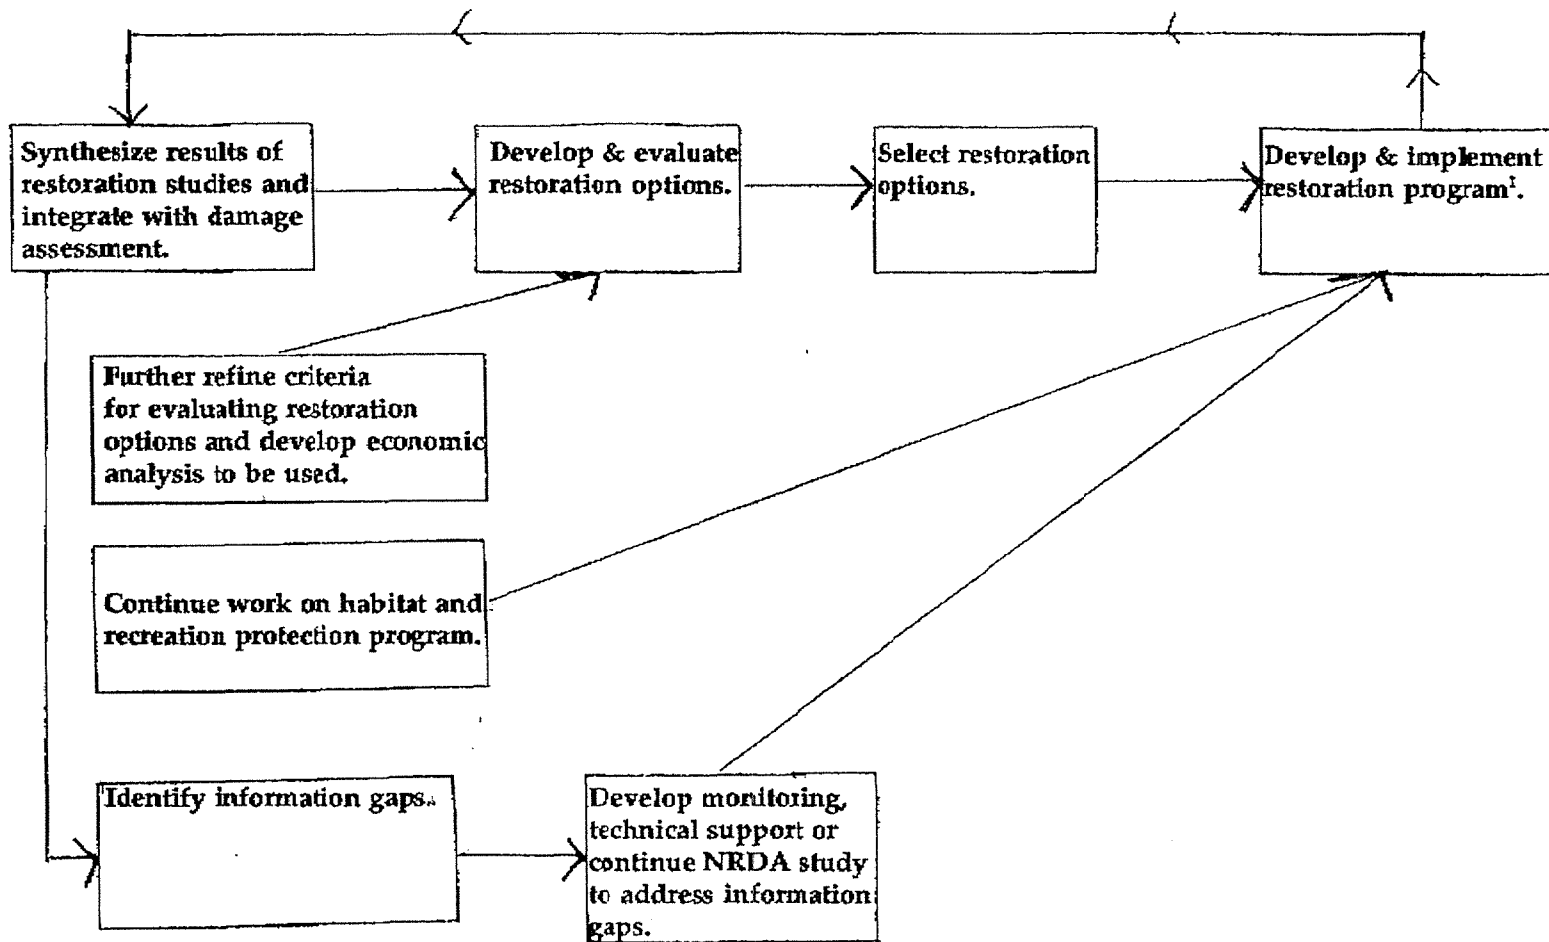 Synthesize results of
restoration studies and
integrate with damage
assessment.
Develop & evaluate
restoration options.
Select restoration
options.
Develop & implement
restoration program¹.
Further refine criteria
for evaluating restoration
options and develop economic
analysis to be used.
Continue work on habitat and
recreation protection program.
Identify information gaps.
Develop monitoring,
technical support or
continue NRDA study
to address information
gaps.